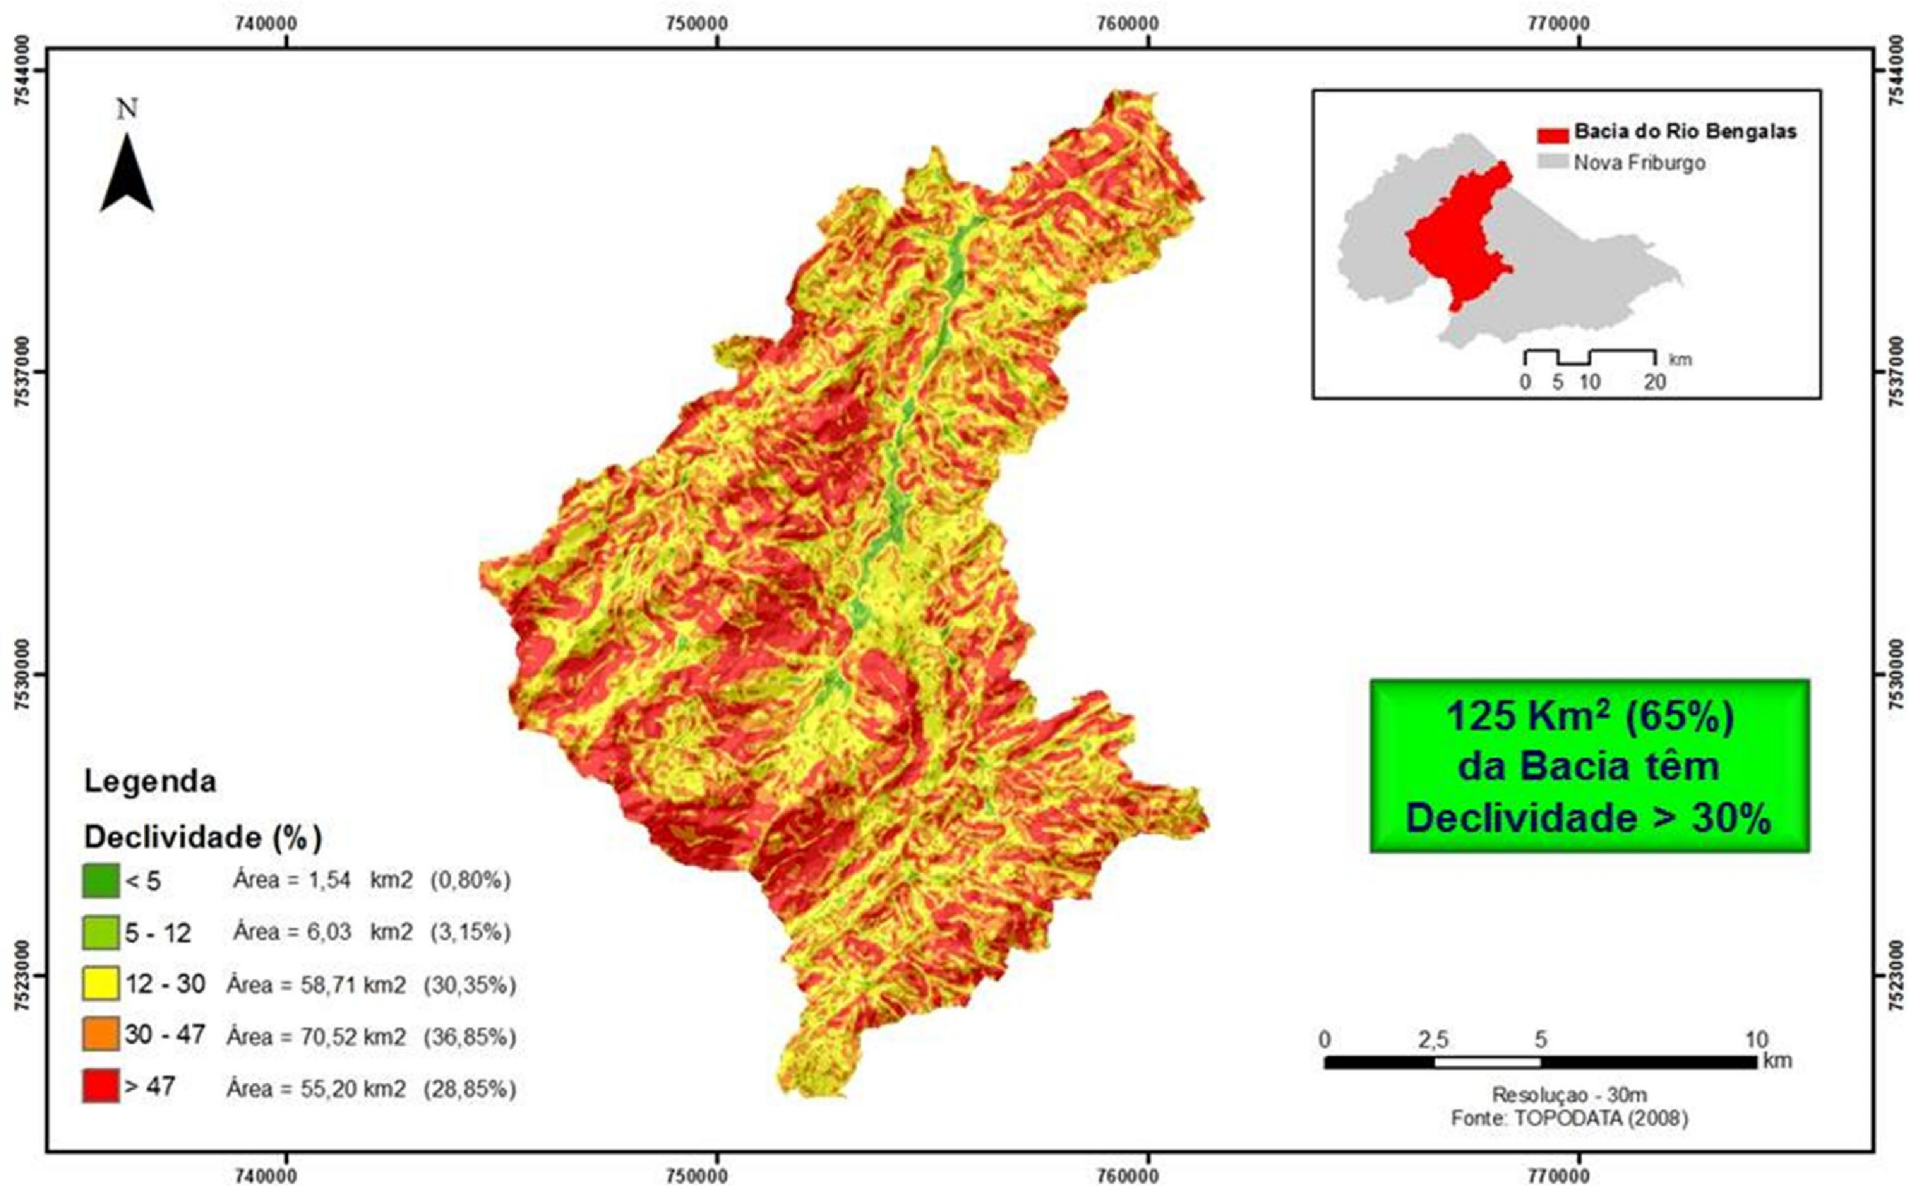 740000 750000 760000 770000
7544000 7544000
N
Bacia do Rio Bengalas
Nova Friburgo
km
0 5 10 20
7537000 7537000
7530000 7530000
125 Km² (65%)
da Bacia têm
Declividade > 30%
Legenda
Declividade (%)
< 5 Área = 1,54 km2 (0,80%)
5 - 12 Área = 6,03 km2 (3,15%)
12 - 30 Área = 58,71 km2 (30,35%)
30 - 47 Área = 70,52 km2 (36,85%)
> 47 Área = 55,20 km2 (28,85%)
7523000 7523000
0 2,5 5 10
km
Resoluçao - 30m
Fonte: TOPODATA (2008)
740000 750000 760000 770000